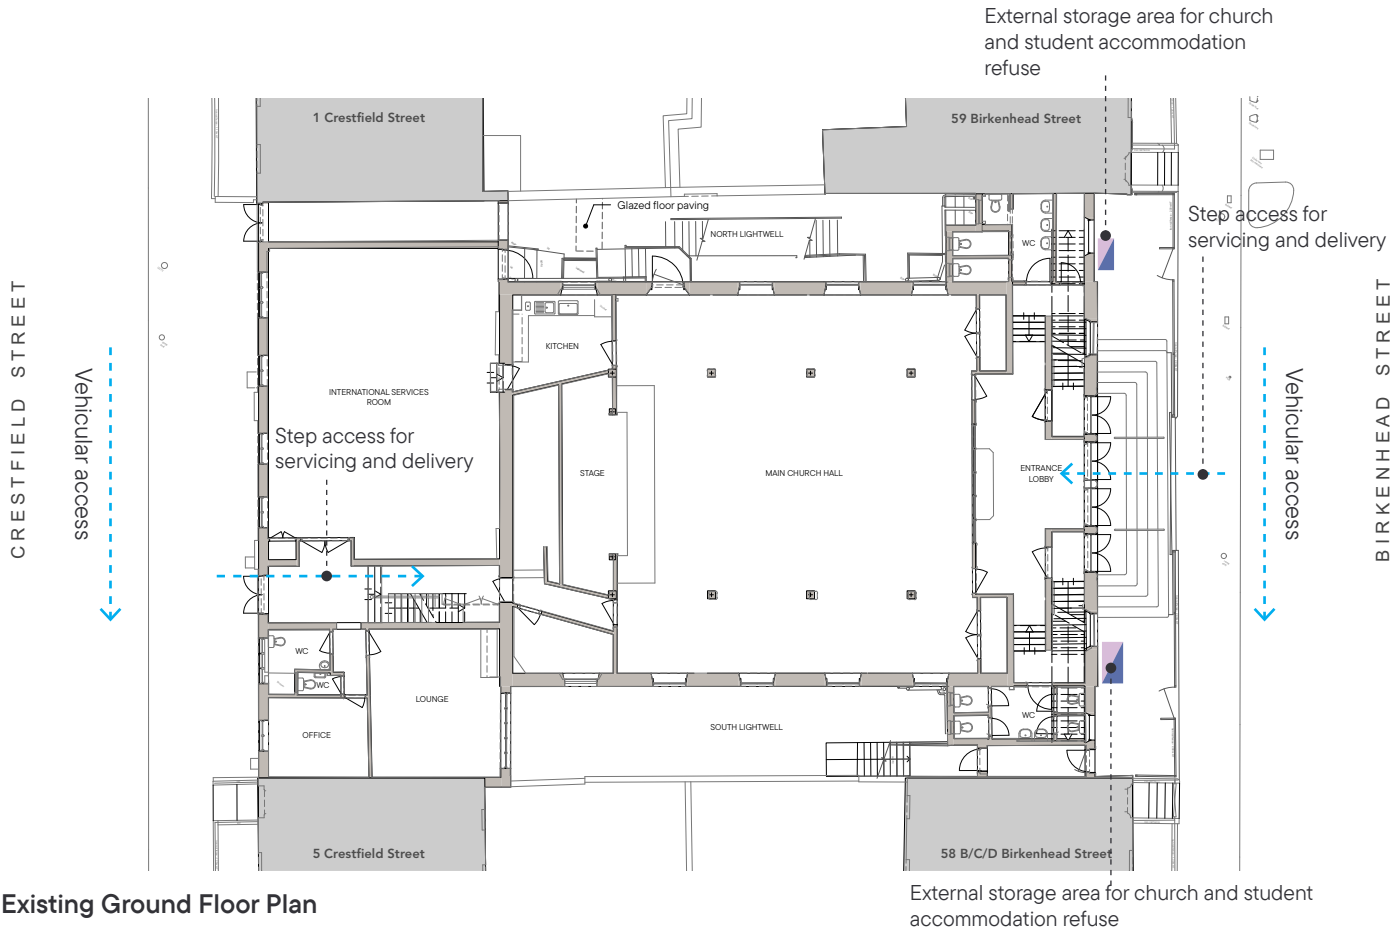 External storage area for church
and student accommodation
refuse
1 Crestfield Street
59 Birkenhead Street
Glazed floor paving
NORTH LIGHTWELL
WC
Step access for
servicing and delivery
CRESTFIELD STREET
Vehicular access
KITCHEN
INTERNATIONAL SERVICES
ROOM
Step access for
servicing and delivery
STAGE
MAIN CHURCH HALL
ENTRANCE
LOBBY
Vehicular access
BIRKENHEAD STREET
WC
WC
LOUNGE
OFFICE
SOUTH LIGHTWELL
WC
5 Crestfield Street
58 B/C/D Birkenhead Street
Existing Ground Floor Plan
External storage area for church and student
accommodation refuse